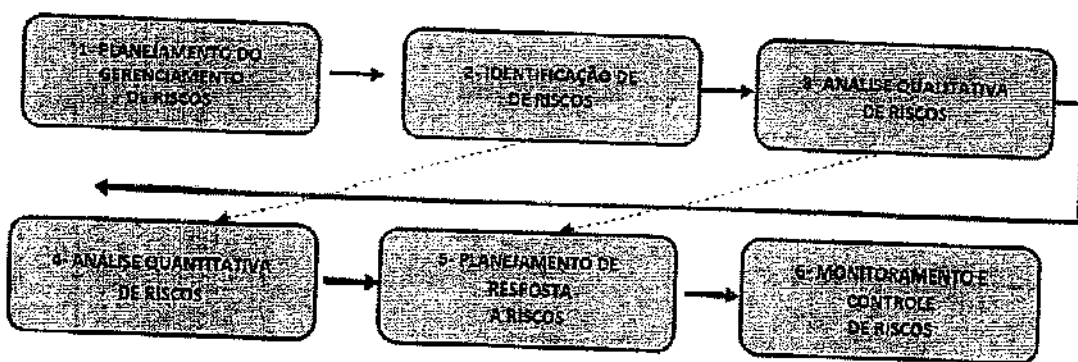 1- PLANEJAMENTO DO
GERENCIAMENTO
DE RISCOS
2- IDENTIFICAÇÃO DE
DE RISCOS
3- ANÁLISE QUALITATIVA
DE RISCOS
4- ANÁLISE QUANTITATIVA
DE RISCOS
5- PLANEJAMENTO DE
RESPOSTA
A RISCOS
6- MONITORAMENTO E
CONTROLE
DE RISCOS